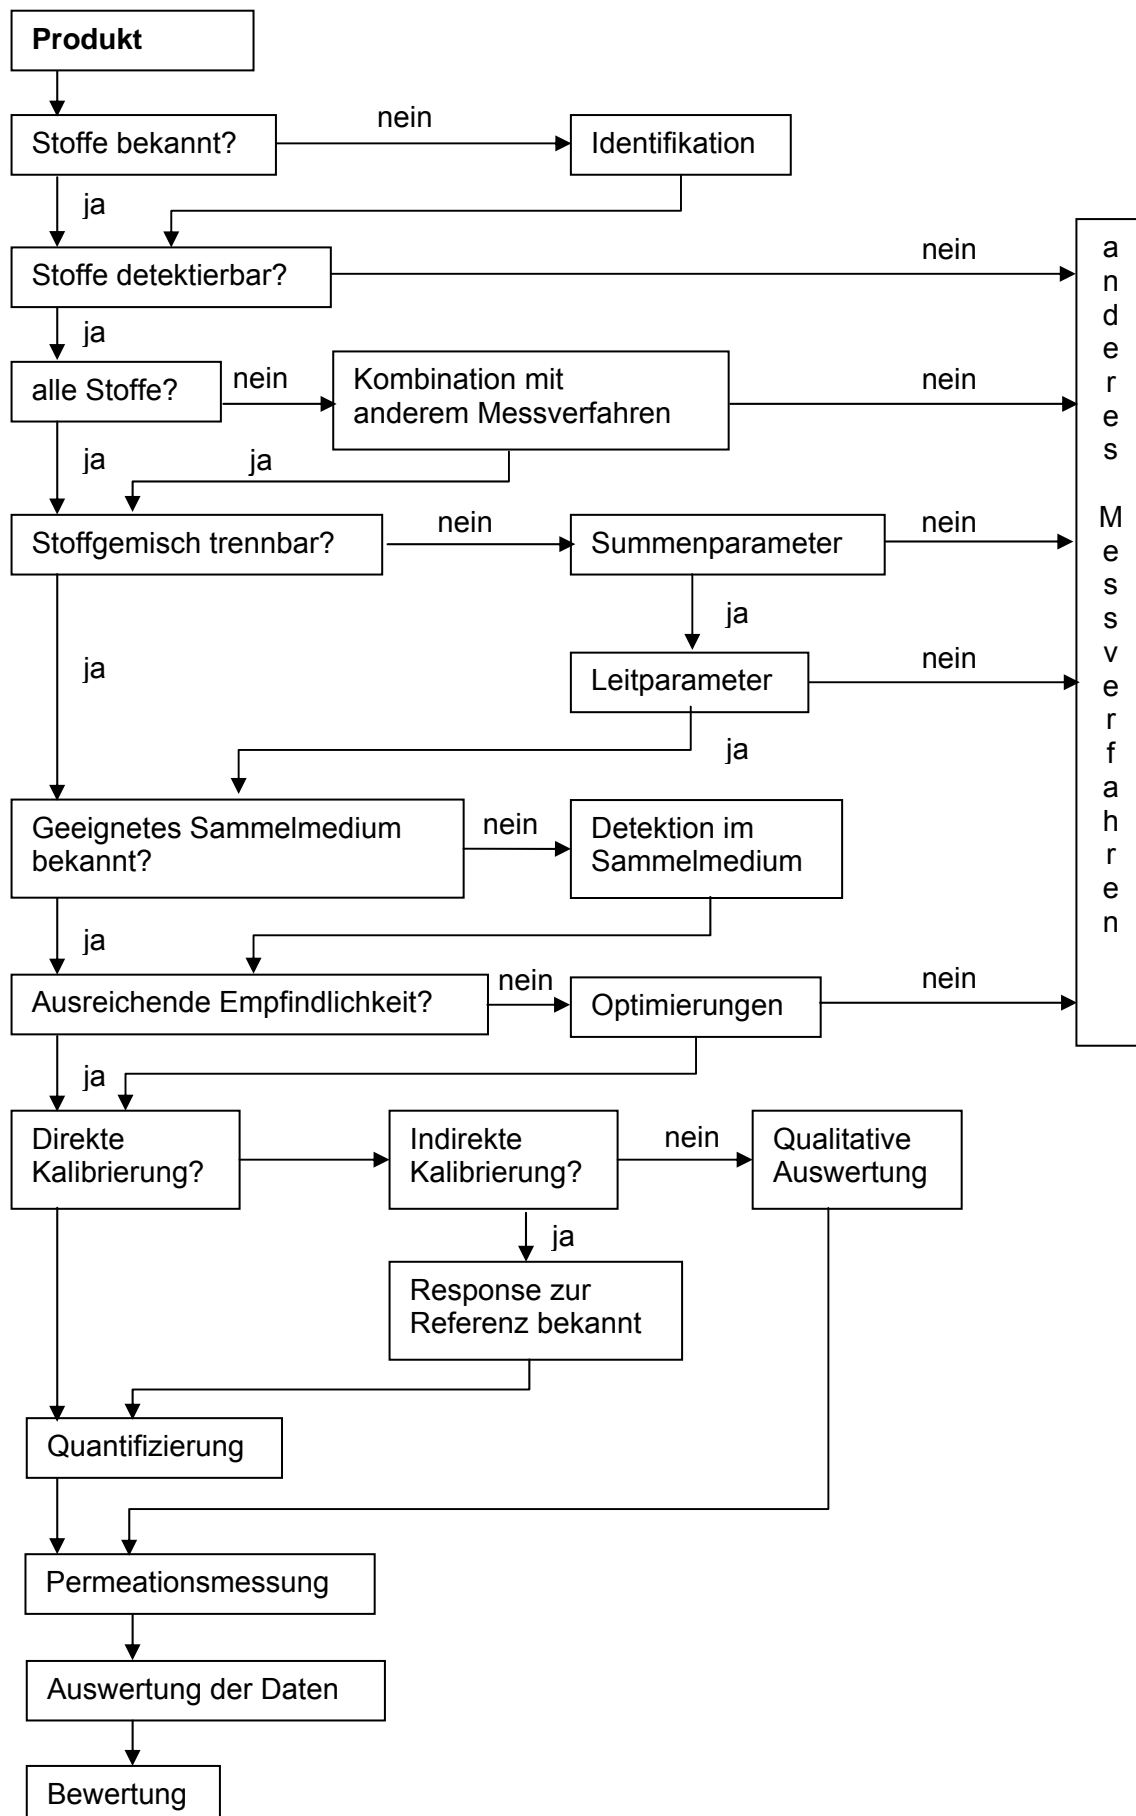 Produkt
nein
Stoffe bekannt?
Identifikation
ja
Stoffe detektierbar?
nein
ja
alle Stoffe?
nein
Kombination mit
anderem Messverfahren
nein
ja
ja
Stoffgemisch trennbar?
nein
Summenparameter
nein
ja
ja
Leitparameter
nein
ja
Geeignetes Sammelmedium
bekannt?
nein
Detektion im
Sammelmedium
ja
Ausreichende Empfindlichkeit?
nein
Optimierungen
nein
ja
Direkte
Kalibrierung?
Indirekte
Kalibrierung?
nein
Qualitative
Auswertung
ja
Response zur
Referenz bekannt
Quantifizierung
Permeationsmessung
Auswertung der Daten
Bewertung
anderes Messverfahren